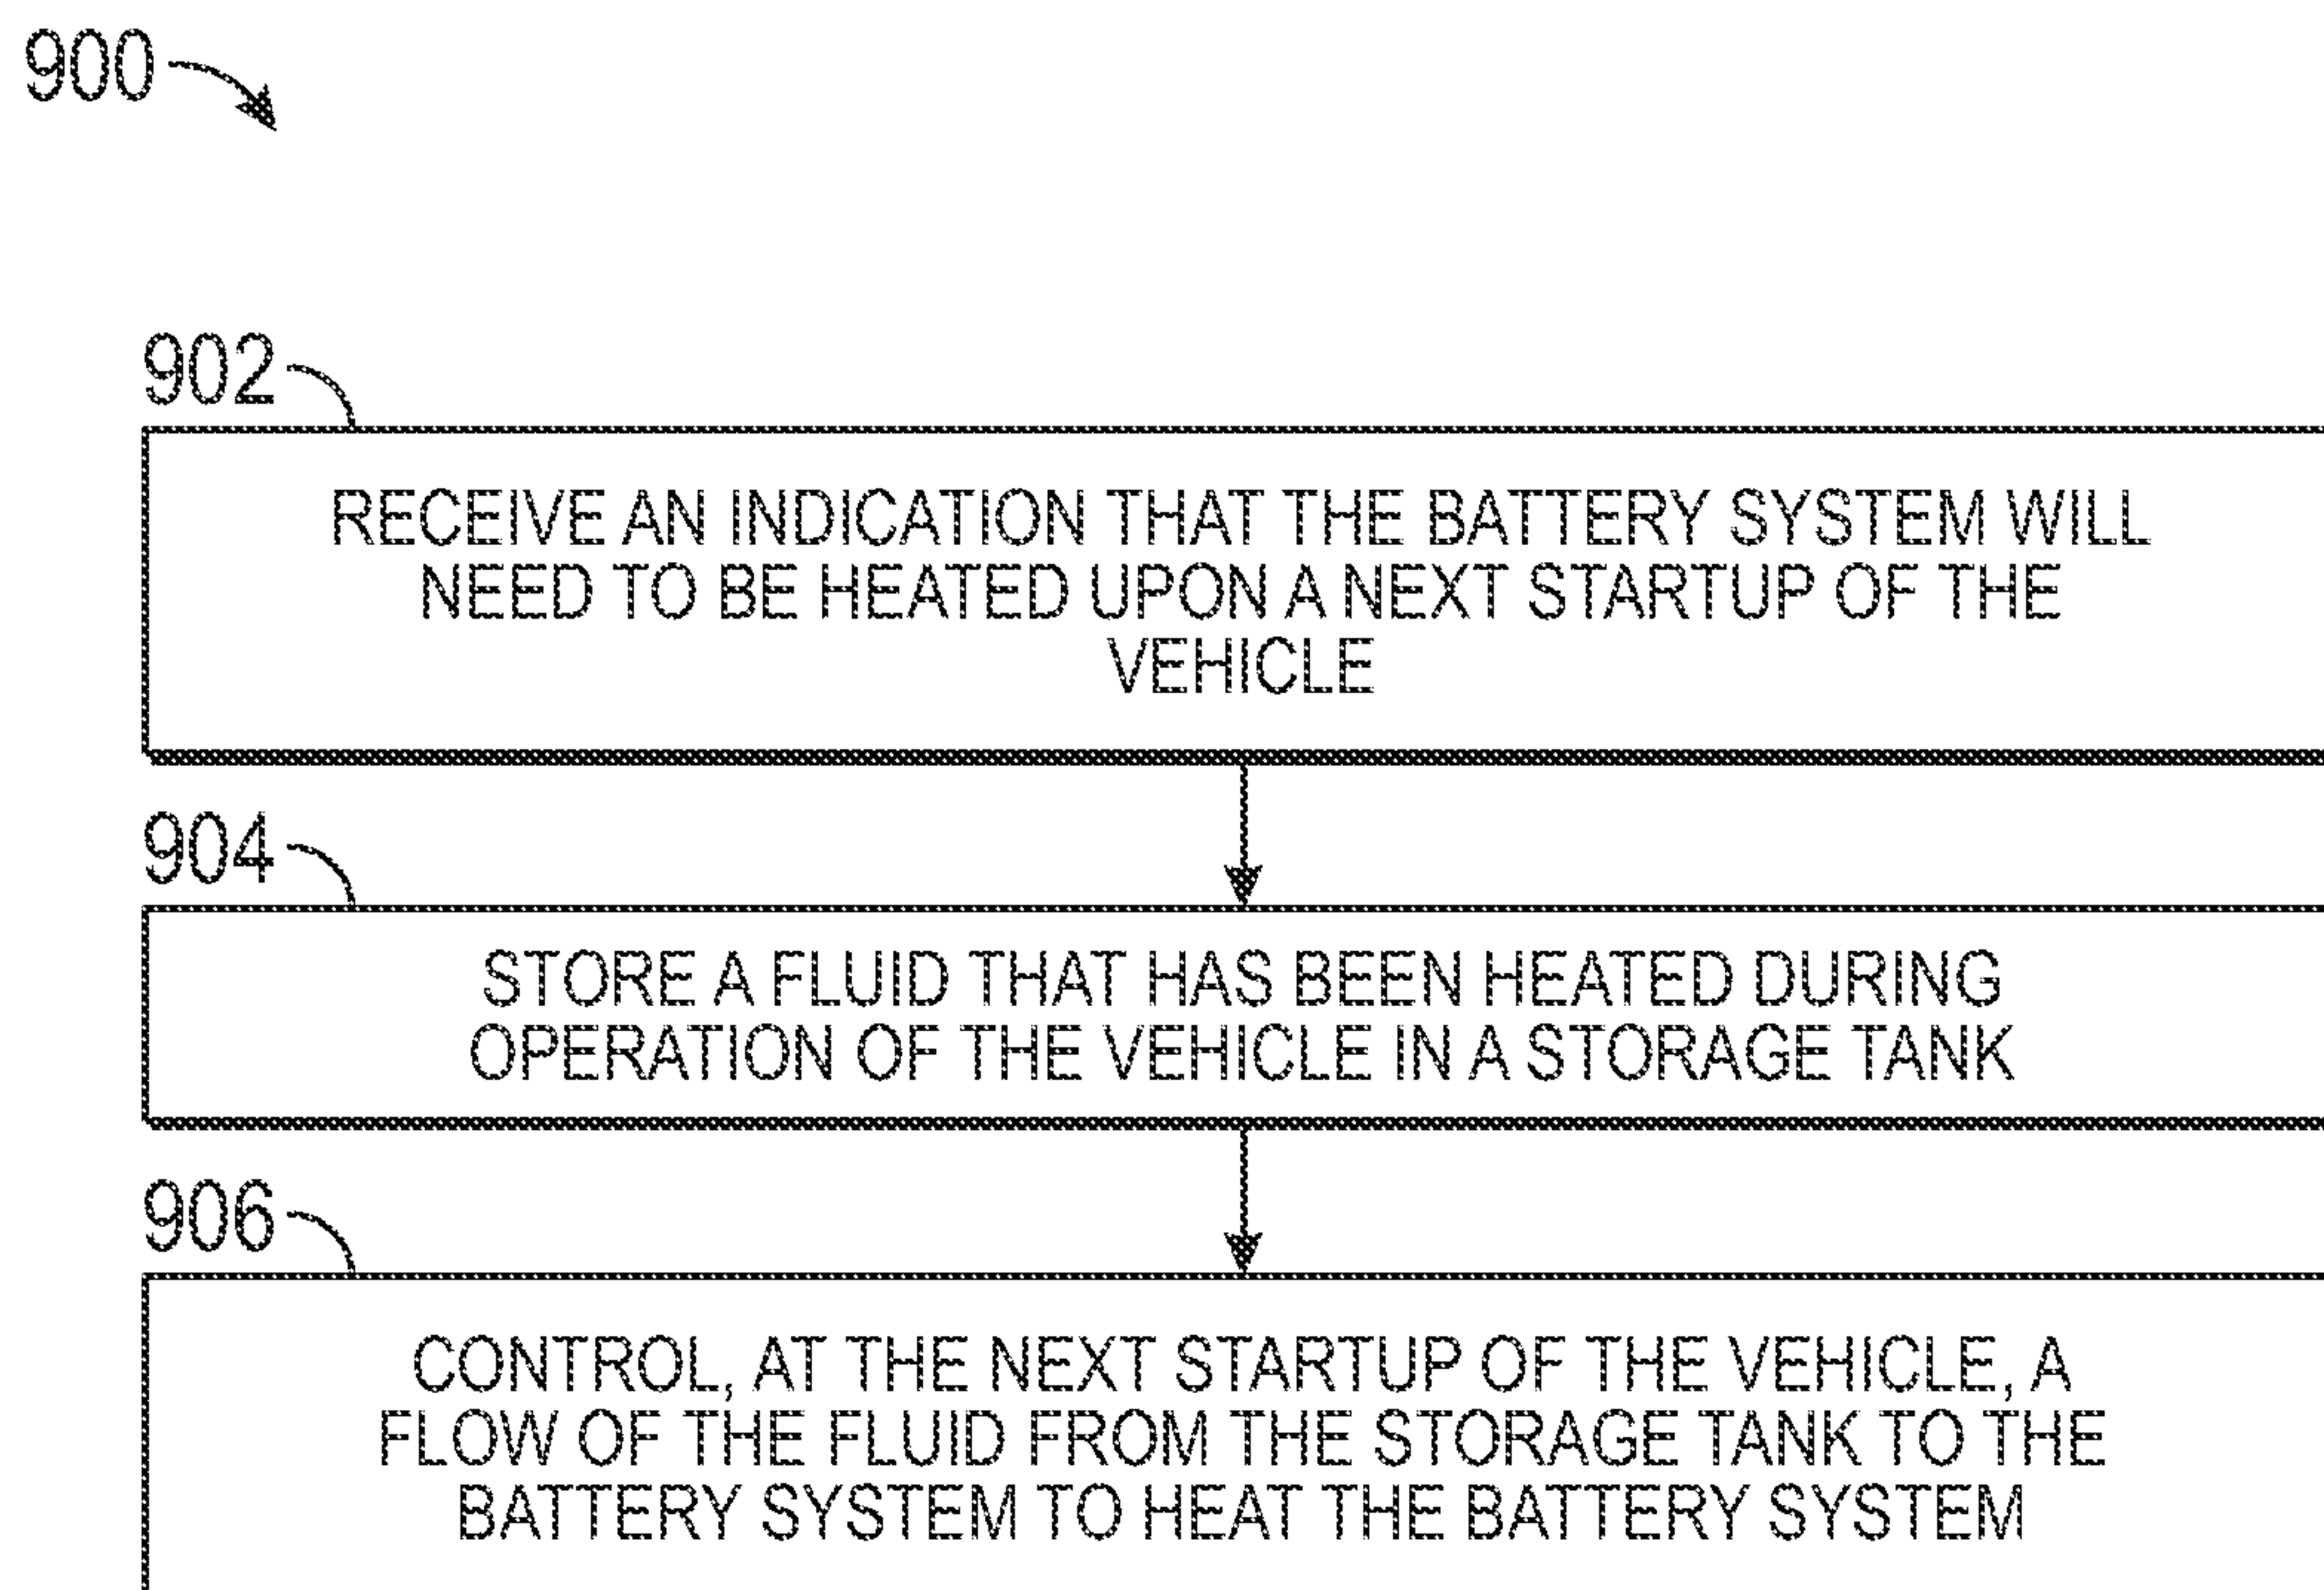 900
902
RECEIVE AN INDICATION THAT THE BATTERY SYSTEM WILL
NEED TO BE HEATED UPON A NEXT STARTUP OF THE
VEHICLE
904
STORE A FLUID THAT HAS BEEN HEATED DURING
OPERATION OF THE VEHICLE IN A STORAGE TANK
906
CONTROL, AT THE NEXT STARTUP OF THE VEHICLE, A
FLOW OF THE FLUID FROM THE STORAGE TANK TO THE
BATTERY SYSTEM TO HEAT THE BATTERY SYSTEM